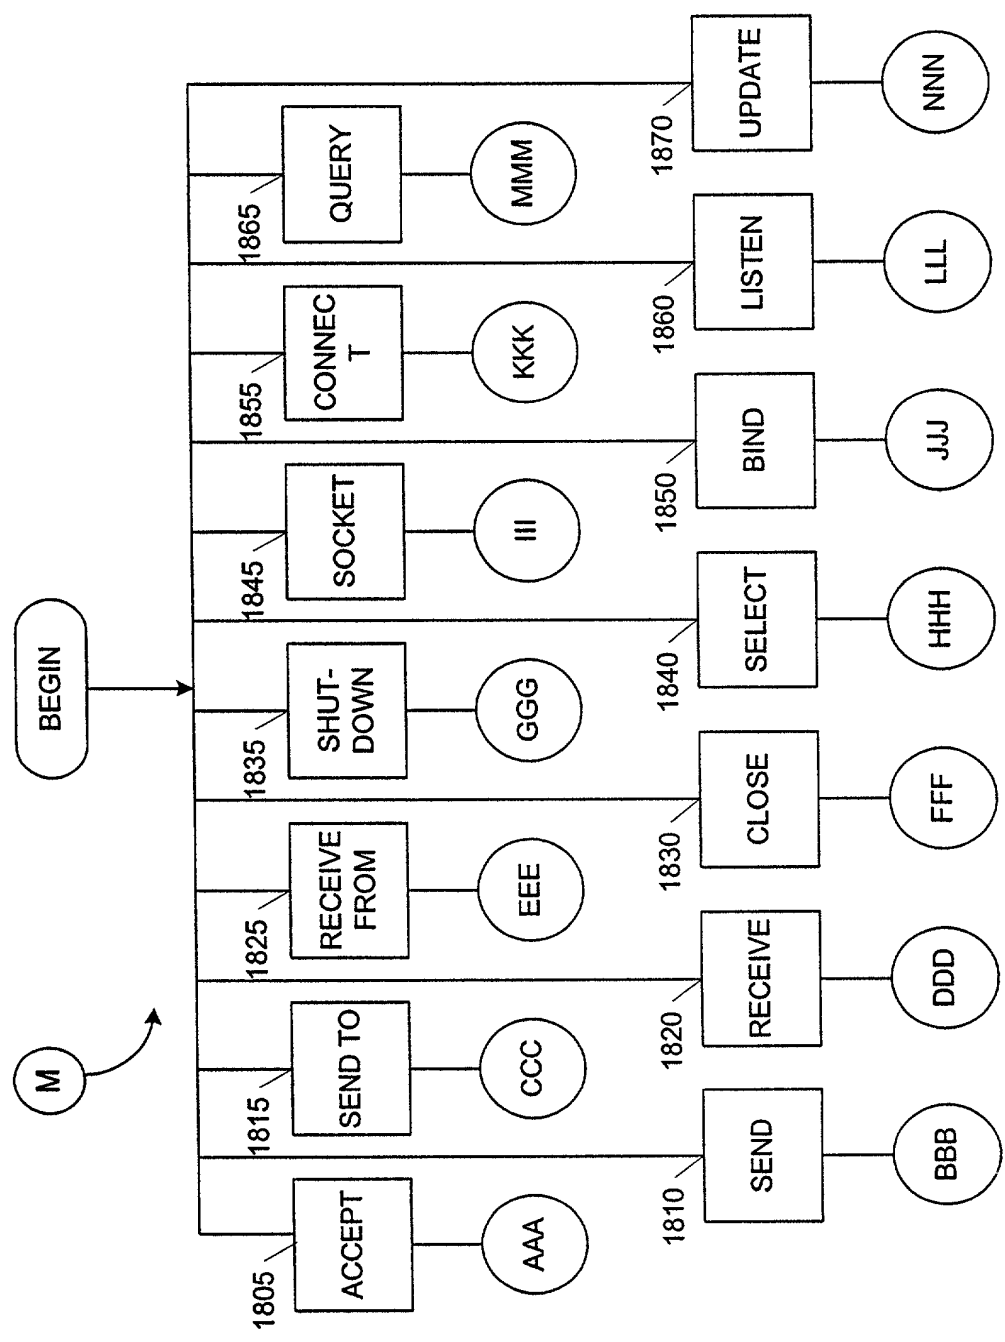 BEGIN
M
1805
ACCEPT
AAA
1810
SEND
BBB
1815
SEND TO
CCC
1820
RECEIVE
DDD
1825
RECEIVE
FROM
EEE
1830
CLOSE
FFF
1835
SHUT-
DOWN
GGG
1840
SELECT
HHH
1845
SOCKET
III
1850
BIND
JJJ
1855
CONNEC
T
KKK
1860
LISTEN
LLL
1865
QUERY
MMM
1870
UPDATE
NNN